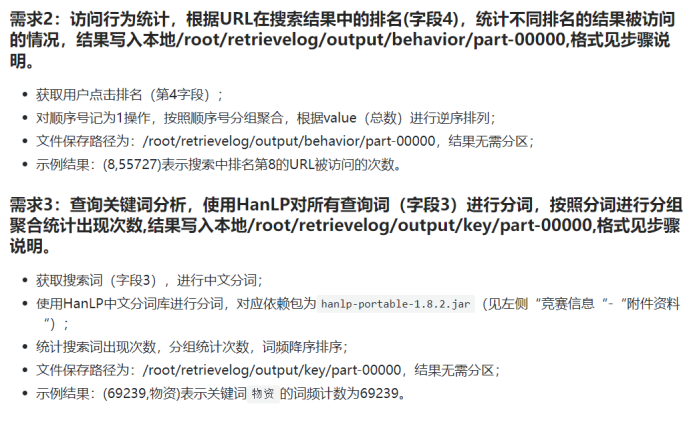 需求2：访问行为统计，根据URL在搜索结果中的排名(字段4)，统计不同排名的结果被访问
的情况，结果写入本地/root/retrievelog/output/behavior/part-00000,格式见步骤说
明。
• 获取用户点击排名（第4字段）；
• 对顺序号记为1操作，按照顺序号分组聚合，根据value（总数）进行逆序排列；
• 文件保存路径为：/root/retrievelog/output/behavior/part-00000，结果无需分区；
• 示例结果：(8,55727)表示搜索中排名第8的URL被访问的次数。
需求3：查询关键词分析，使用HanLP对所有查询词（字段3）进行分词，按照分词进行分组
聚合统计出现次数,结果写入本地/root/retrievelog/output/key/part-00000,格式见步骤
说明。
• 获取搜索词（字段3），进行中文分词；
• 使用HanLP中文分词库进行分词，对应依赖包为 hanlp-portable-1.8.2.jar （见左侧“竞赛信息“-“附件资料
“）；
• 统计搜索词出现次数，分组统计次数，词频降序排序；
• 文件保存路径为：/root/retrievelog/output/key/part-00000，结果无需分区；
• 示例结果：(69239,物资)表示关键词 物资 的词频计数为69239。